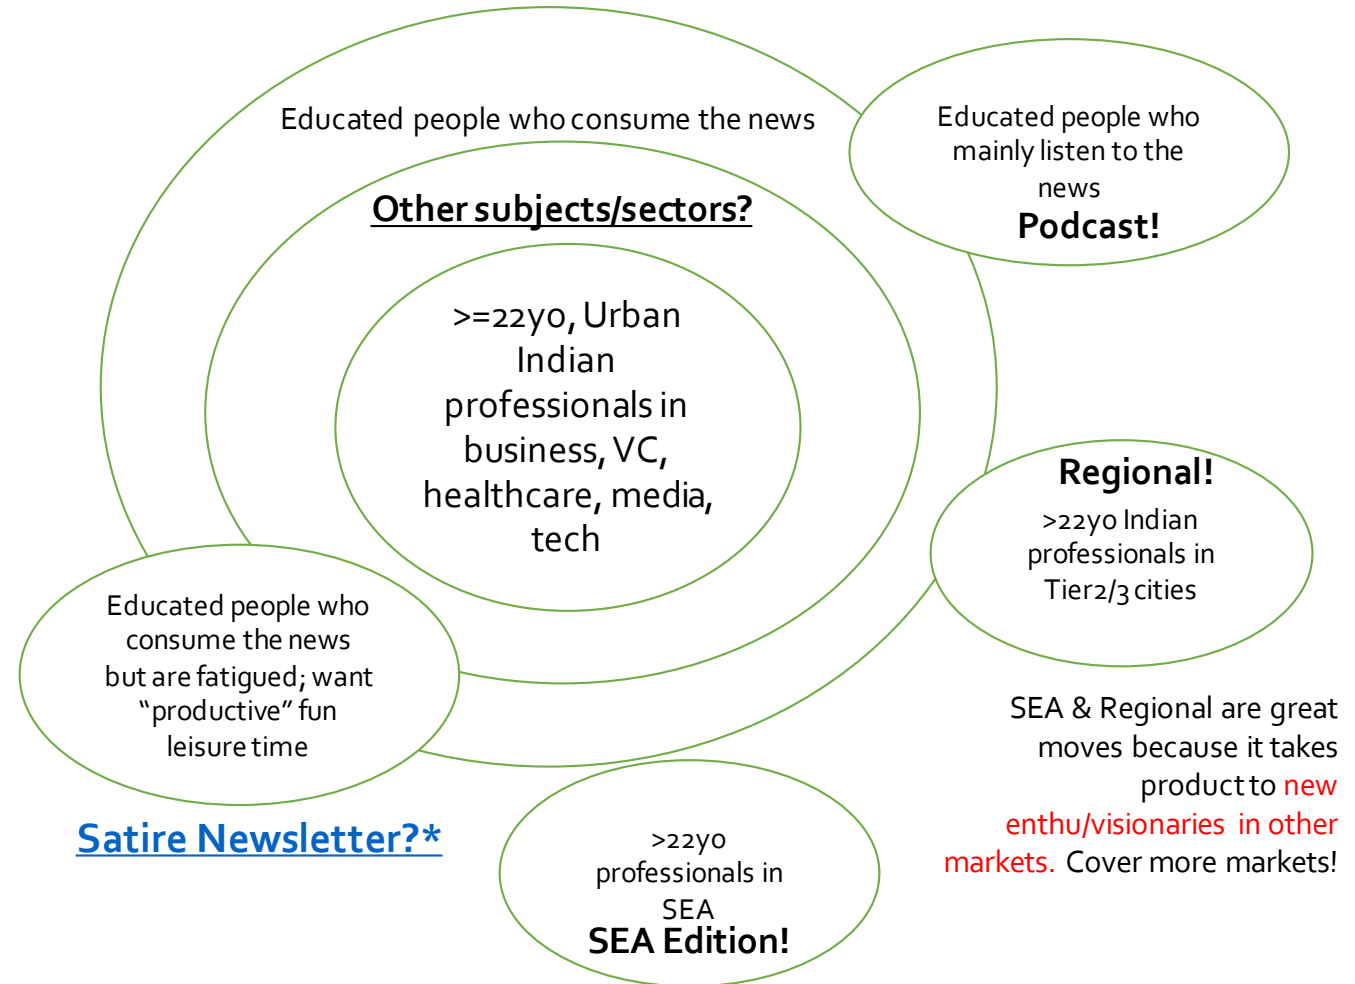 Educated people who consume the news
Other subjects/sectors?
>=22yo, Urban
Indian
professionals in
business, VC,
healthcare, media,
tech
Educated people who
mainly listen to the
news
Podcast!
Regional!
>22yo Indian
professionals in
Tier2/3 cities
Educated people who
consume the news
but are fatigued; want
“productive” fun
leisure time
Satire Newsletter?*
>22yo
professionals in
SEA
SEA Edition!
SEA & Regional are great
moves because it takes
product to new
enthu/visionaries in other
markets. Cover more markets!